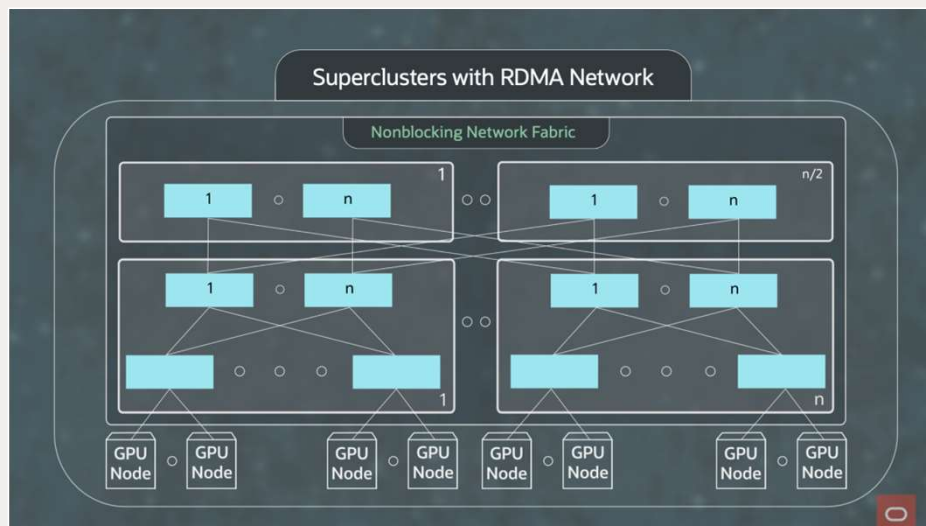 Superclusters with RDMA Network
Nonblocking Network Fabric
1
n/2
1 n
1 n
1 n
1 n
1
n
GPU Node
GPU Node
GPU Node
GPU Node
GPU Node
GPU Node
GPU Node
GPU Node